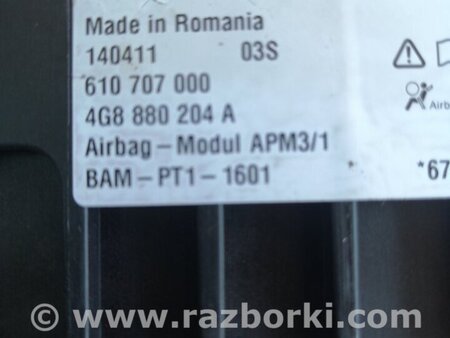 Made in Romania
140411 03S
610 707 000
4G8 880 204 A
Airbag-Modul APM3/1
BAM-PT1-1601
Airb
*67
© www.razborki.com